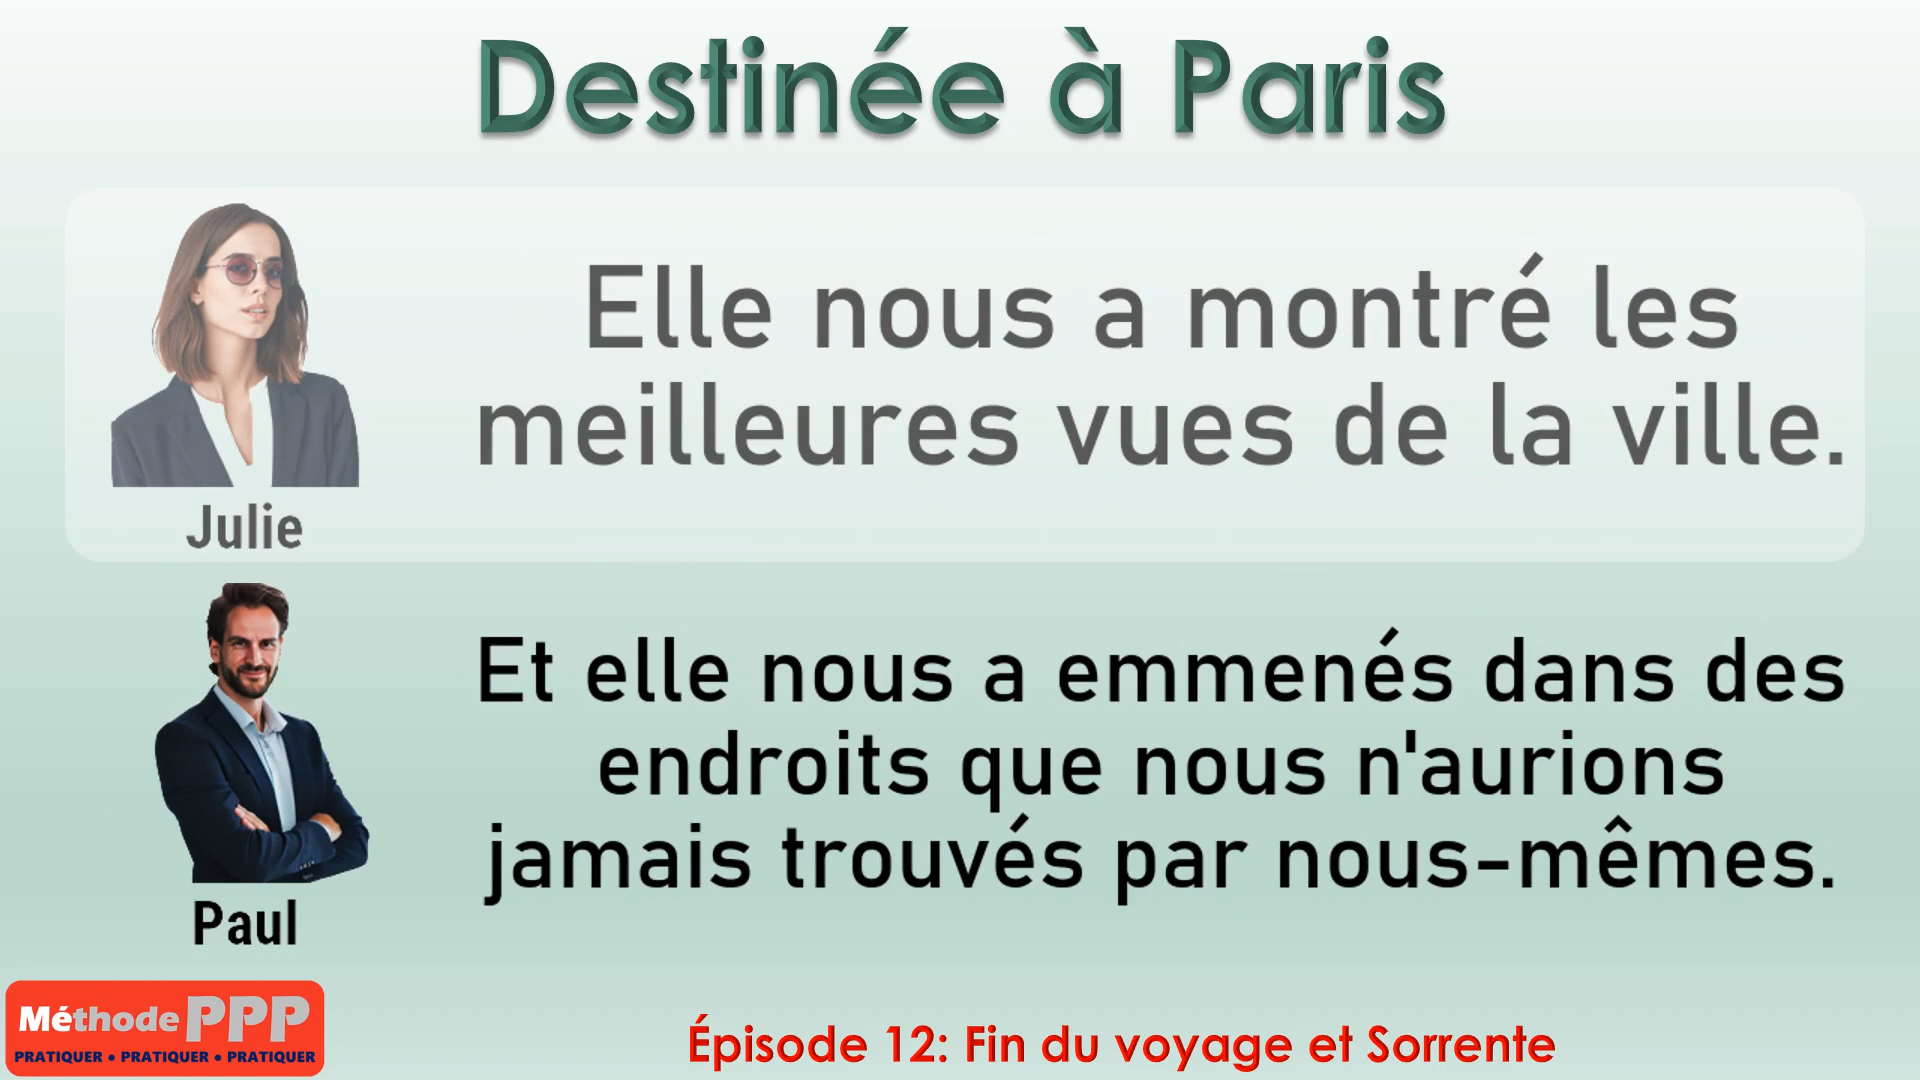 Destinée à Paris
Elle nous a montré les
meilleures vues de la ville.
Julie
Et elle nous a emmenés dans des
endroits que nous n'aurions
jamais trouvés par nous-mêmes.
Paul
Méthode PPP
PRATIQUER • PRATIQUER • PRATIQUER
Épisode 12: Fin du voyage et Sorrente